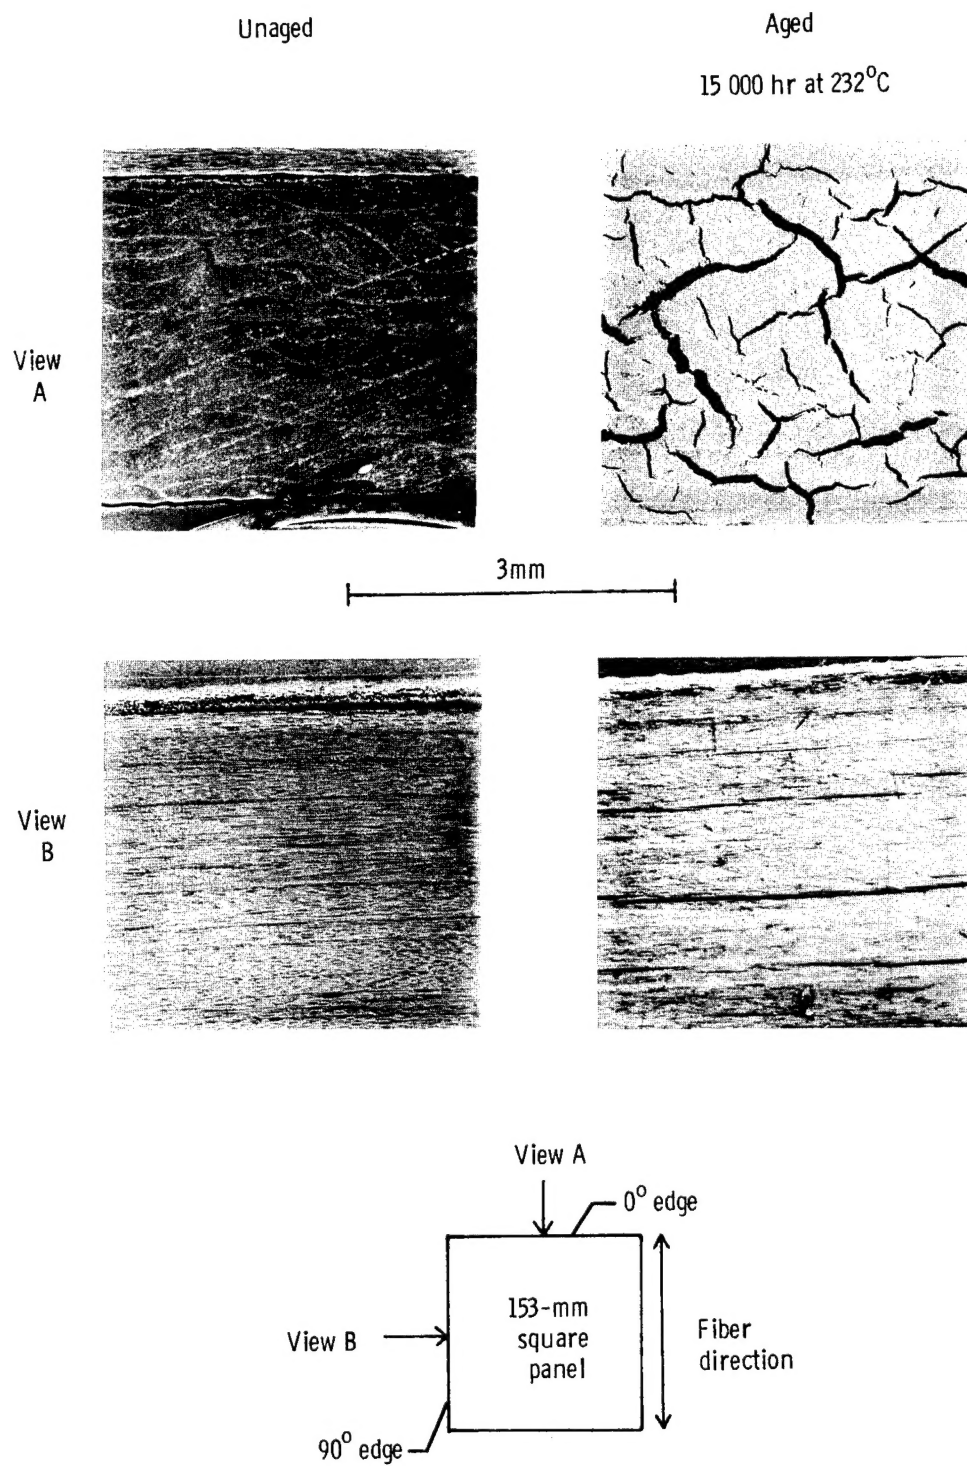 Unaged
Aged
15 000 hr at 232°C
View
A
3mm
View
B
View A
0° edge
153-mm
square
panel
View B
Fiber
direction
90° edge